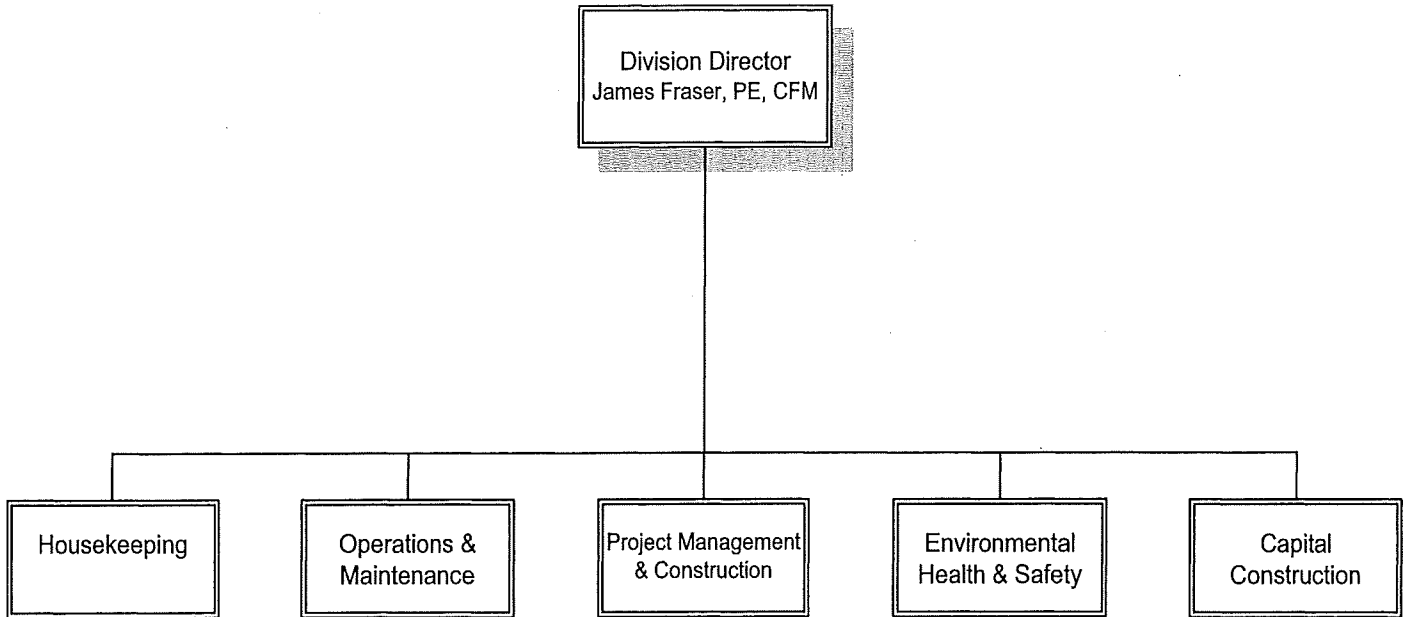 Division Director
James Fraser, PE, CFM
Housekeeping
Operations &
Maintenance
Project Management
& Construction
Environmental
Health & Safety
Capital
Construction